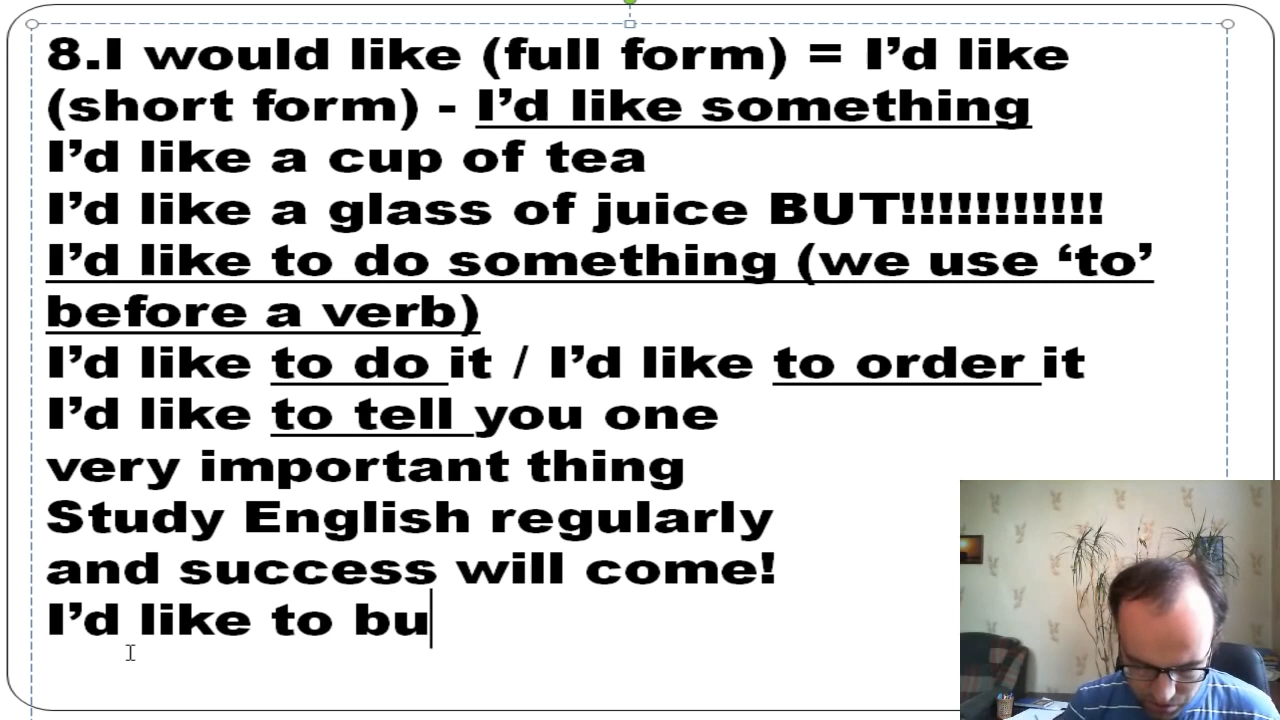 8.I would like (full form) = I’d like
(short form) - I’d like something
I’d like a cup of tea
I’d like a glass of juice BUT!!!!!!!!!!!
I’d like to do something (we use ‘to’
before a verb)
I’d like to do it / I’d like to order it
I’d like to tell you one
very important thing
Study English regularly
and success will come!
I’d like to bu